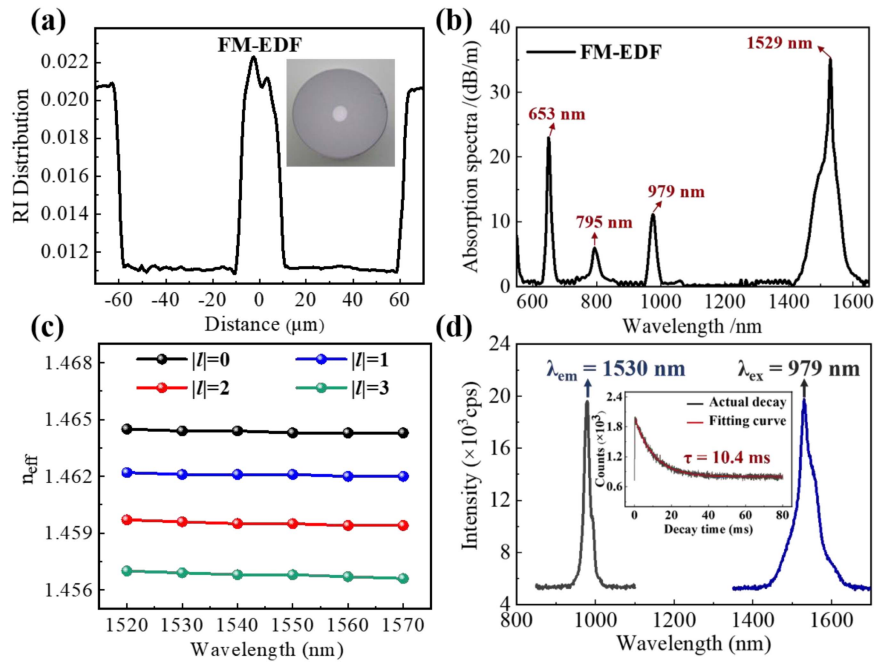 (a)
FM-EDF
0.022
0.020
0.018
0.016
0.014
0.012
RI Distribution
-60 -40 -20 0 20 40 60
Distance (μm)
(b)
FM-EDF
1529 nm
653 nm
795 nm
979 nm
40
30
20
10
0
Absorption spectra /(dB/m)
600 800 1000 1200 1400 1600
Wavelength /nm
(c)
|l|=0 |l|=1
|l|=2 |l|=3
1.468
1.465
1.462
1.459
1.456
neff
1520 1530 1540 1550 1560 1570
Wavelength (nm)
(d)
λem = 1530 nm λex = 979 nm
24
20
16
12
8
4
Intensity (×10³cps)
Actual decay
Fitting curve
τ = 10.4 ms
2.4
1.8
1.2
0.6
Counts (×10³)
0 20 40 60 80
Decay time (ms)
800 1000 1200 1400 1600
Wavelength (nm)